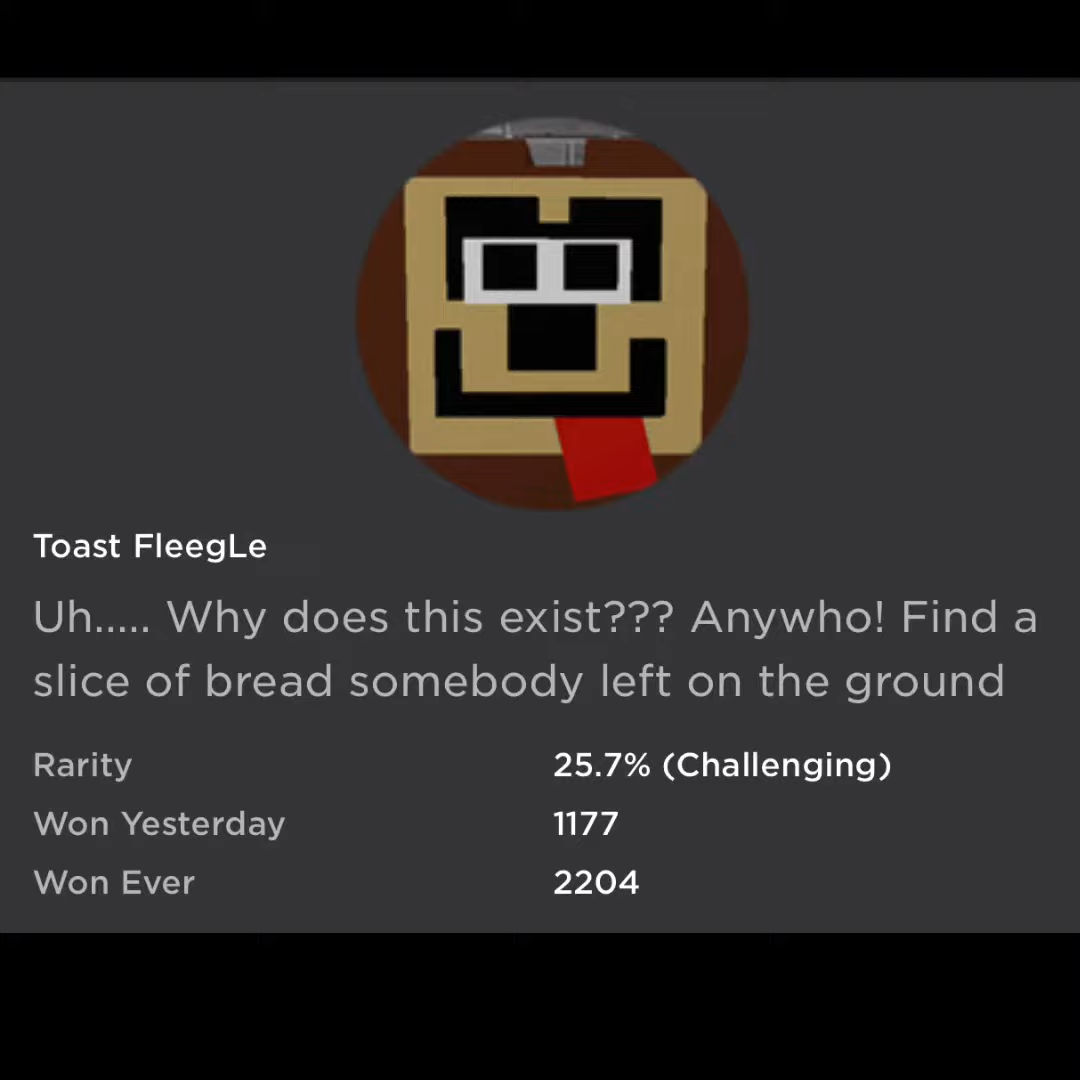 Toast FleegLe
Uh..... Why does this exist??? Anywho! Find a
slice of bread somebody left on the ground
Rarity 25.7% (Challenging)
Won Yesterday 1177
Won Ever 2204